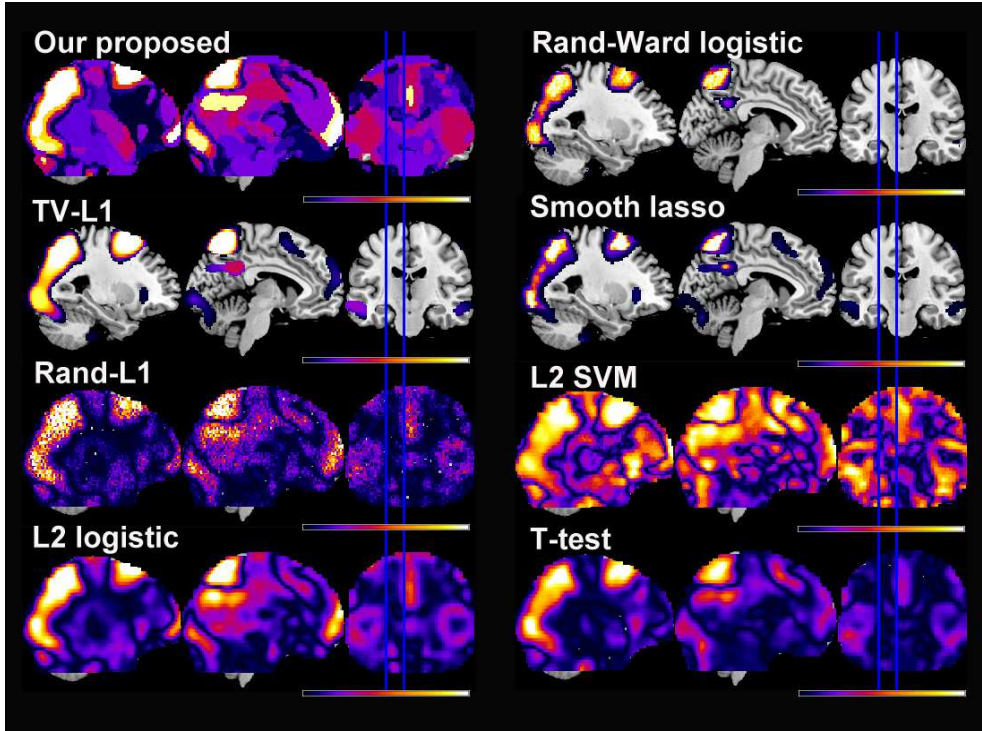 Our proposed
Rand-Ward logistic
TV-L1
Smooth lasso
Rand-L1
L2 SVM
L2 logistic
T-test